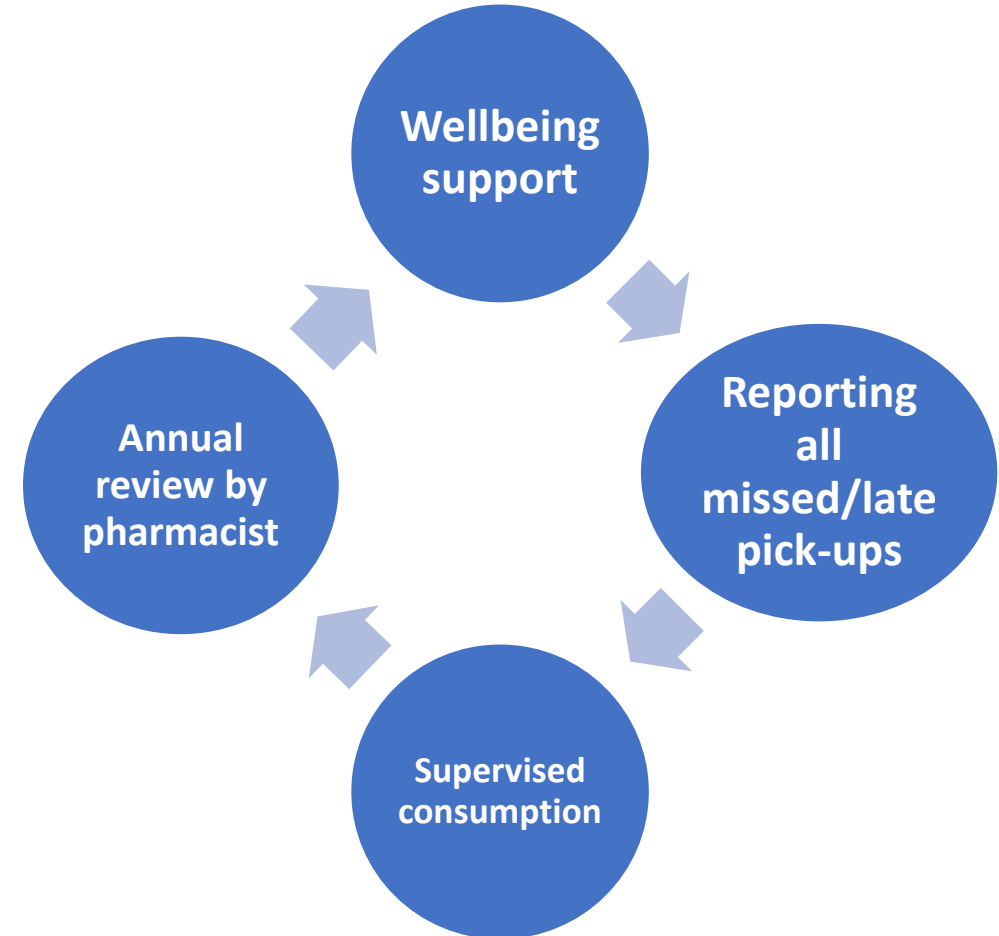 Wellbeing
support
Reporting
all
missed/late
pick-ups
Supervised
consumption
Annual
review by
pharmacist